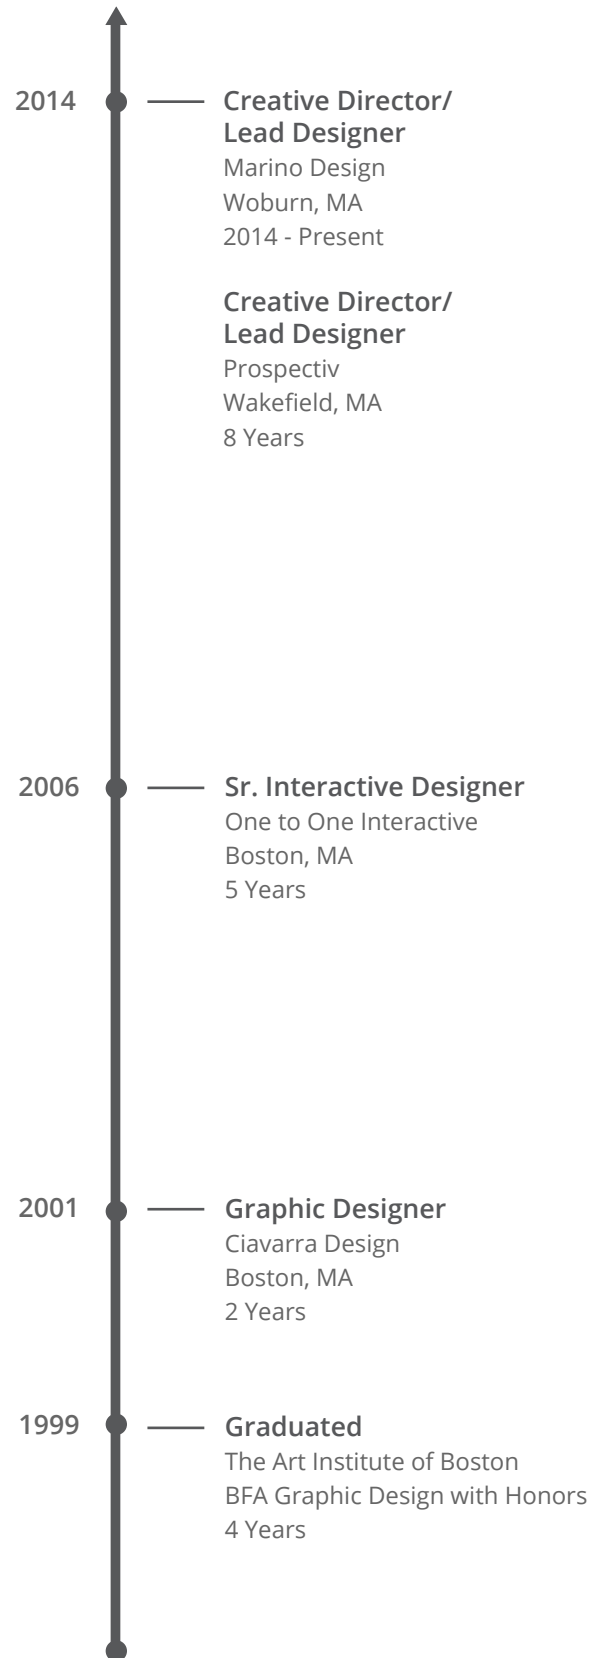 2014
Creative Director/
Lead Designer
Marino Design
Woburn, MA
2014 - Present
Creative Director/
Lead Designer
Prospectiv
Wakefield, MA
8 Years
2006
Sr. Interactive Designer
One to One Interactive
Boston, MA
5 Years
2001
Graphic Designer
Ciavarra Design
Boston, MA
2 Years
1999
Graduated
The Art Institute of Boston
BFA Graphic Design with Honors
4 Years